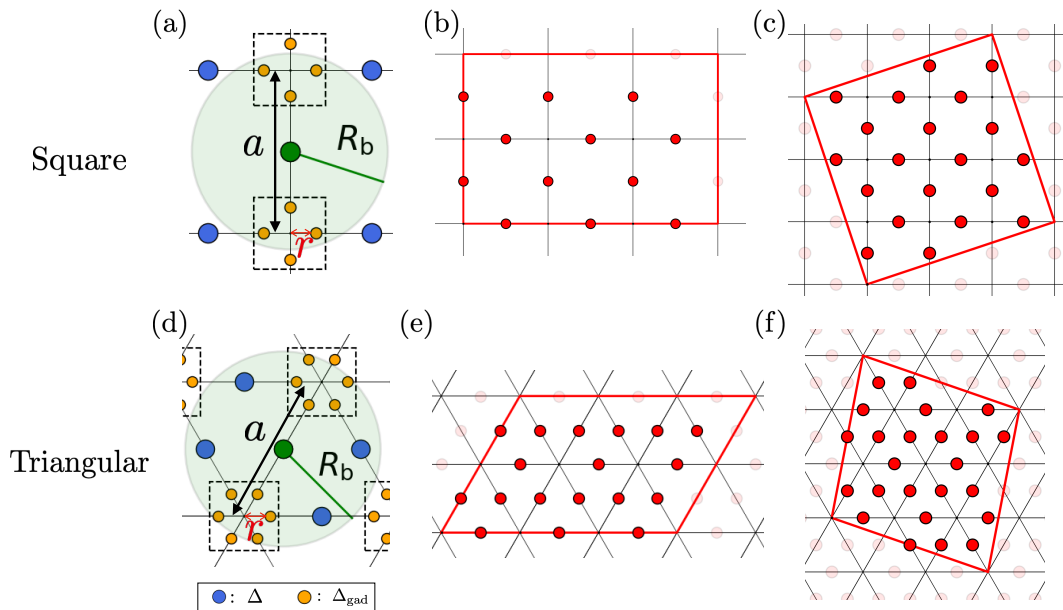 (a)
(b)
(c)
Square
a
R_b
r
(d)
(e)
(f)
Triangular
a
R_b
r
: Δ : Δ_gad